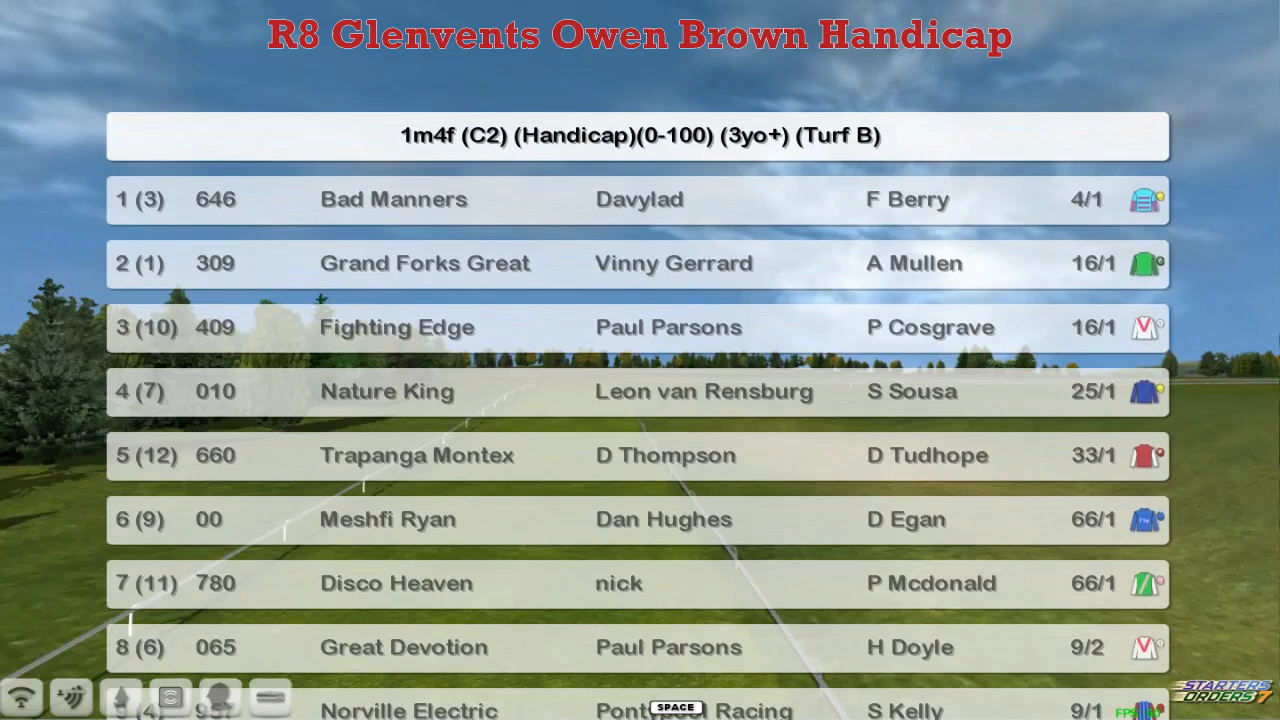 R8 Glenvents Owen Brown Handicap
1m4f (C2) (Handicap)(0-100) (3yo+) (Turf B)
1 (3) 646 Bad Manners Davylad F Berry 4/1
2 (1) 309 Grand Forks Great Vinny Gerrard A Mullen 16/1
3 (10) 409 Fighting Edge Paul Parsons P Cosgrave 16/1
4 (7) 010 Nature King Leon van Rensburg S Sousa 25/1
5 (12) 660 Trapanga Montex D Thompson D Tudhope 33/1
6 (9) 00 Meshfi Ryan Dan Hughes D Egan 66/1
7 (11) 780 Disco Heaven nick P Mcdonald 66/1
8 (6) 065 Great Devotion Paul Parsons H Doyle 9/2
(4) Norville Electric Racing S Kelly 9/1
SPACE
STARTERS ORDERS 7